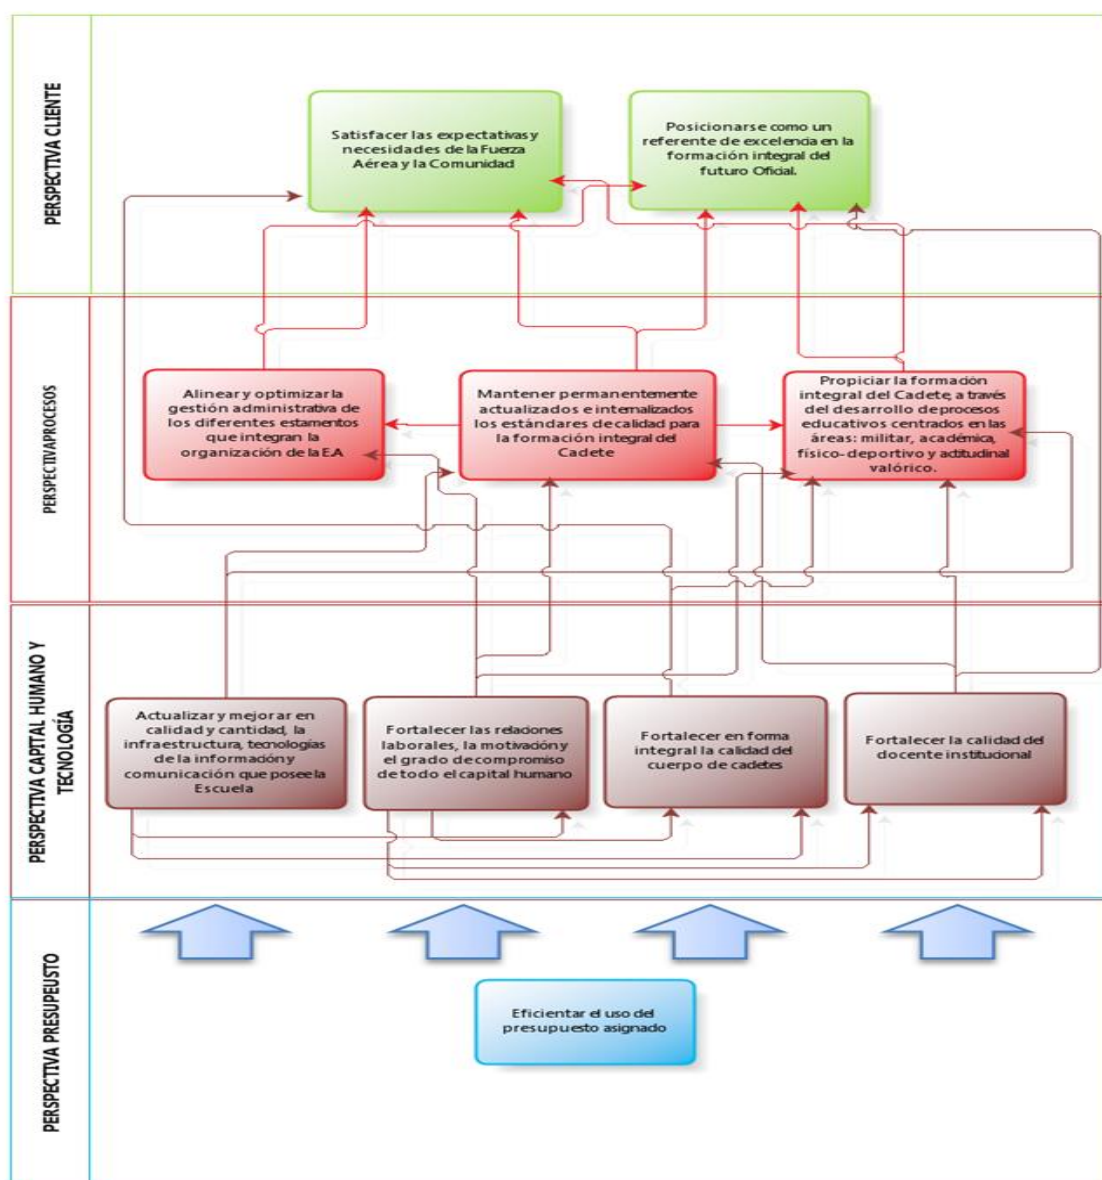 PERSPECTIVA CLIENTE
Satisfacer las expectativas y
necesidades de la Fuerza
Aérea y la Comunidad
Posicionarse como un
referente de excelencia en la
formación integral del
futuro Oficial.
PERSPECTIVA PROCESOS
Alinear y optimizar la
gestión administrativa de
los diferentes estamentos
que integran la
organización de la E.A
Mantener permanentemente
actualizados e internalizados
los estándares de calidad para
la formación integral del
Cadete
Propiciar la formación
integral del Cadete, a través
del desarrollo de procesos
educativos centrados en las
áreas: militar, académica,
físico-deportivo y actitudinal
valórico.
PERSPECTIVA CAPITAL HUMANO Y
TECNOLOGÍA
Actualizar y mejorar en
calidad y cantidad, la
infraestructura, tecnologías
de la información y
comunicación que posee la
Escuela
Fortalecer las relaciones
laborales, la motivación y
el grado de compromiso
de todo el capital humano
Fortalecer en forma
integral la calidad del
cuerpo de cadetes
Fortalecer la calidad del
docente institucional
PERSPECTIVA PRESUPEUSTO
Eficientar el uso del
presupuesto asignado